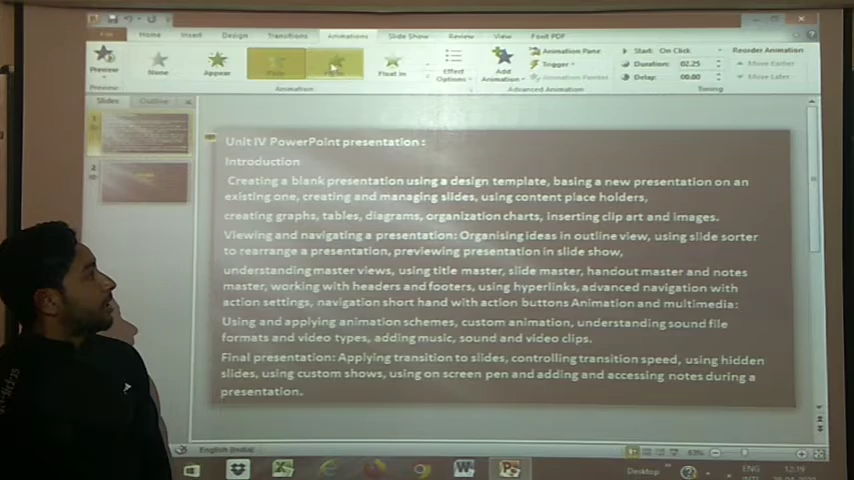 File Home Insert Design Transitions Animations Slide Show Review View Foxit PDF
Preview None Appear Fade Float In Effect Options Add Animation Animation Pane Trigger Animation Painter Start: On Click Duration: 02.25 Delay: 00.00 Reorder Animation Move Earlier Move Later
Preview Animation Advanced Animation Timing
Slides Outline
1
2
Unit IV PowerPoint presentation :
Introduction
Creating a blank presentation using a design template, basing a new presentation on an
existing one, creating and managing slides, using content place holders,
creating graphs, tables, diagrams, organization charts, inserting clip art and images.
Viewing and navigating a presentation: Organising ideas in outline view, using slide sorter
to rearrange a presentation, previewing presentation in slide show,
understanding master views, using title master, slide master, handout master and notes
master, working with headers and footers, using hyperlinks, advanced navigation with
action settings, navigation short hand with action buttons Animation and multimedia:
Using and applying animation schemes, custom animation, understanding sound file
formats and video types, adding music, sound and video clips.
Final presentation: Applying transition to slides, controlling transition speed, using hidden
slides, using custom shows, using on screen pen and adding and accessing notes during a
presentation.
English (India)
Desktop ENG 12:19